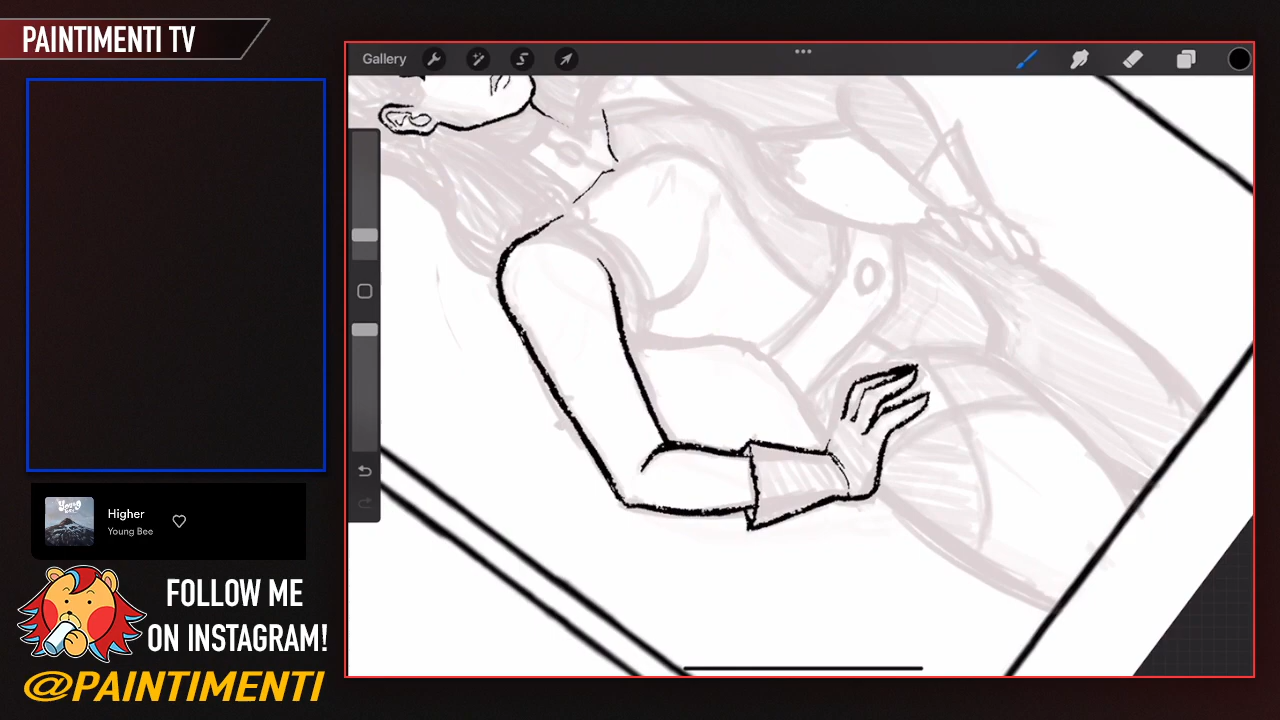 PAINTIMENTI TV
Gallery
Higher
Young Bee
FOLLOW ME
ON INSTAGRAM!
@PAINTIMENTI